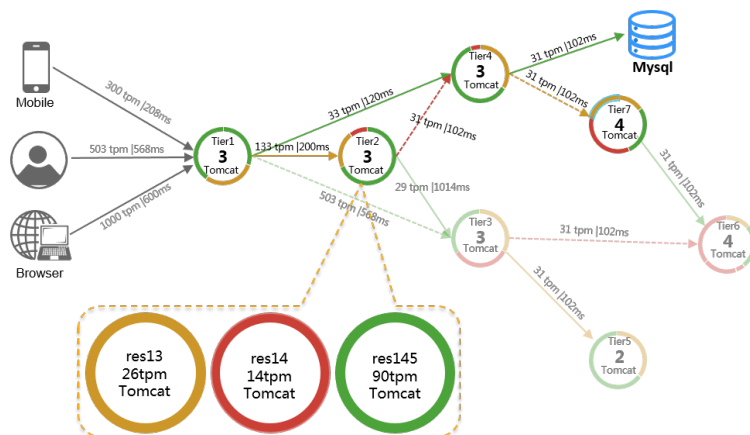 Mobile
Browser
300 tpm |208ms
503 tpm |568ms
1000 tpm |600ms
Tier1
3
Tomcat
133 tpm |200ms
33 tpm |120ms
503 tpm |568ms
Tier2
3
Tomcat
31 tpm |102ms
29 tpm |1014ms
Tier4
3
Tomcat
31 tpm |102ms
Mysql
31 tpm |102ms
Tier7
4
Tomcat
31 tpm |102ms
Tier3
3
Tomcat
31 tpm |102ms
Tier6
4
Tomcat
31 tpm |102ms
Tier5
2
Tomcat
res13
26tpm
Tomcat
res14
14tpm
Tomcat
res145
90tpm
Tomcat